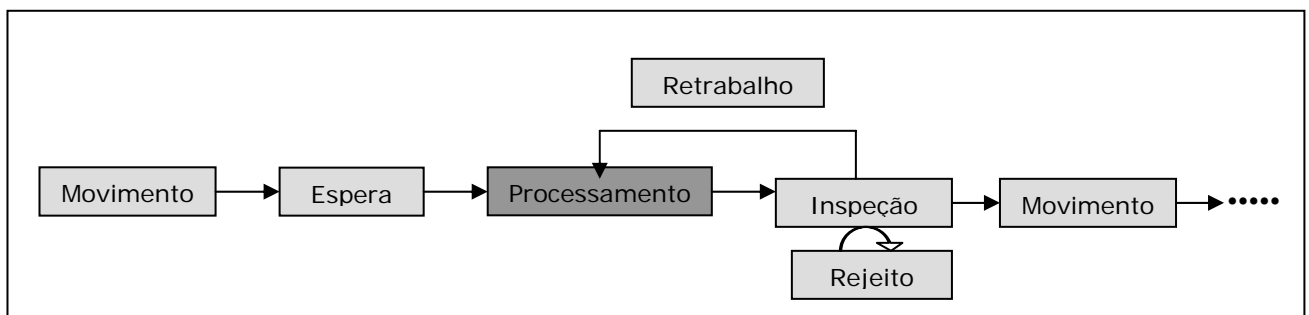 Retrabalho
Movimento
Espera
Processamento
Inspeção
Movimento
Rejeito